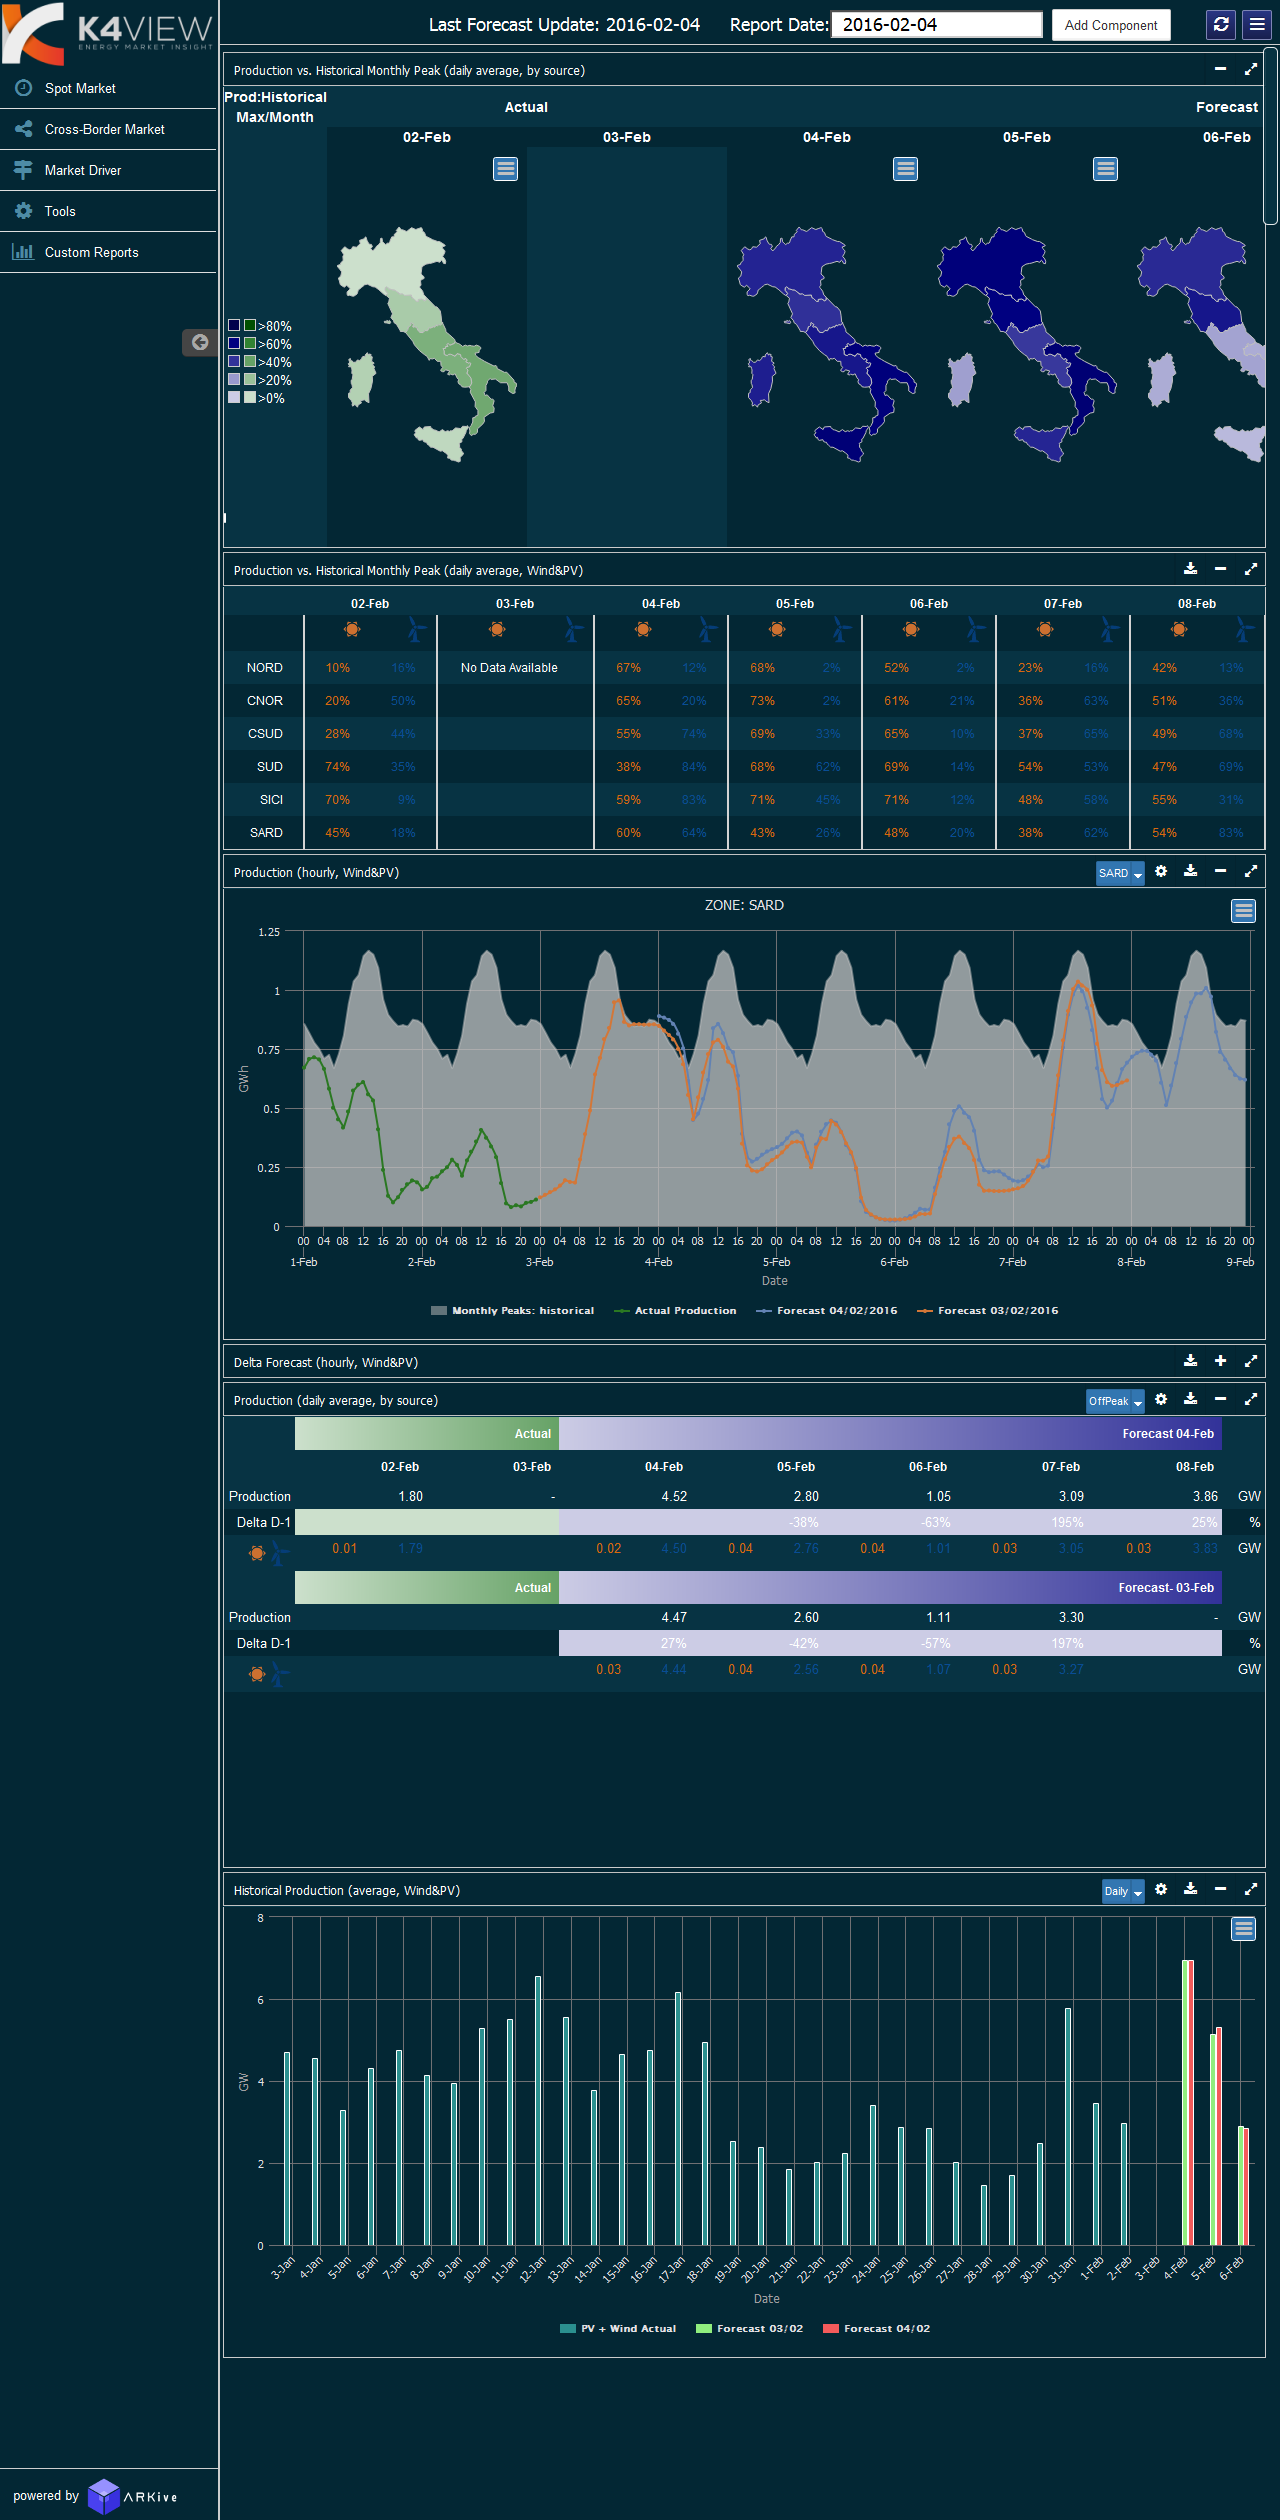 K4VIEW
ENERGY MARKET INSIGHT
Spot Market
Cross-Border Market
Market Driver
Tools
Custom Reports
Last Forecast Update: 2016-02-04 Report Date: 2016-02-04 Add Component
Production vs. Historical Monthly Peak (daily average, by source)
Prod:Historical
Max/Month
Actual Forecast
02-Feb 03-Feb 04-Feb 05-Feb 06-Feb
>80%
>60%
>40%
>20%
>0%
Production vs. Historical Monthly Peak (daily average, Wind&PV)
02-Feb 03-Feb 04-Feb 05-Feb 06-Feb 07-Feb 08-Feb
NORD 10% 16% No Data Available 67% 12% 68% 2% 52% 2% 23% 16% 42% 13%
CNOR 20% 50% 65% 20% 73% 2% 61% 21% 36% 63% 51% 36%
CSUD 28% 44% 55% 74% 69% 33% 65% 10% 37% 65% 49% 68%
SUD 74% 35% 38% 84% 68% 62% 69% 14% 54% 53% 47% 69%
SICI 70% 9% 59% 83% 71% 45% 71% 12% 48% 58% 55% 31%
SARD 45% 18% 60% 64% 43% 26% 48% 20% 38% 62% 54% 83%
Production (hourly, Wind&PV) SARD
ZONE: SARD
1.25
1
0.75
0.5
0.25
0
GWh
00 04 08 12 16 20 00 04 08 12 16 20 00 04 08 12 16 20 00 04 08 12 16 20 00 04 08 12 16 20 00 04 08 12 16 20 00 04 08 12 16 20 00 04 08 12 16 20 00
1-Feb 2-Feb 3-Feb 4-Feb 5-Feb 6-Feb 7-Feb 8-Feb 9-Feb
Date
Monthly Peaks: historical Actual Production Forecast 04/02/2016 Forecast 03/02/2016
Delta Forecast (hourly, Wind&PV)
Production (daily average, by source) OffPeak
Actual Forecast 04-Feb
02-Feb 03-Feb 04-Feb 05-Feb 06-Feb 07-Feb 08-Feb
Production 1.80 - 4.52 2.80 1.05 3.09 3.86 GW
Delta D-1 -38% -63% 195% 25% %
0.01 1.79 0.02 4.50 0.04 2.76 0.04 1.01 0.03 3.05 0.03 3.83 GW
Actual Forecast- 03-Feb
Production 4.47 2.60 1.11 3.30 - GW
Delta D-1 27% -42% -57% 197% %
0.03 4.44 0.04 2.56 0.04 1.07 0.03 3.27 GW
Historical Production (average, Wind&PV) Daily
8
6
4
2
0
GW
3-Jan 4-Jan 5-Jan 6-Jan 7-Jan 8-Jan 9-Jan 10-Jan 11-Jan 12-Jan 13-Jan 14-Jan 15-Jan 16-Jan 17-Jan 18-Jan 19-Jan 20-Jan 21-Jan 22-Jan 23-Jan 24-Jan 25-Jan 26-Jan 27-Jan 28-Jan 29-Jan 30-Jan 31-Jan 1-Feb 2-Feb 3-Feb 4-Feb 5-Feb 6-Feb
Date
PV + Wind Actual Forecast 03/02 Forecast 04/02
powered by ARKive